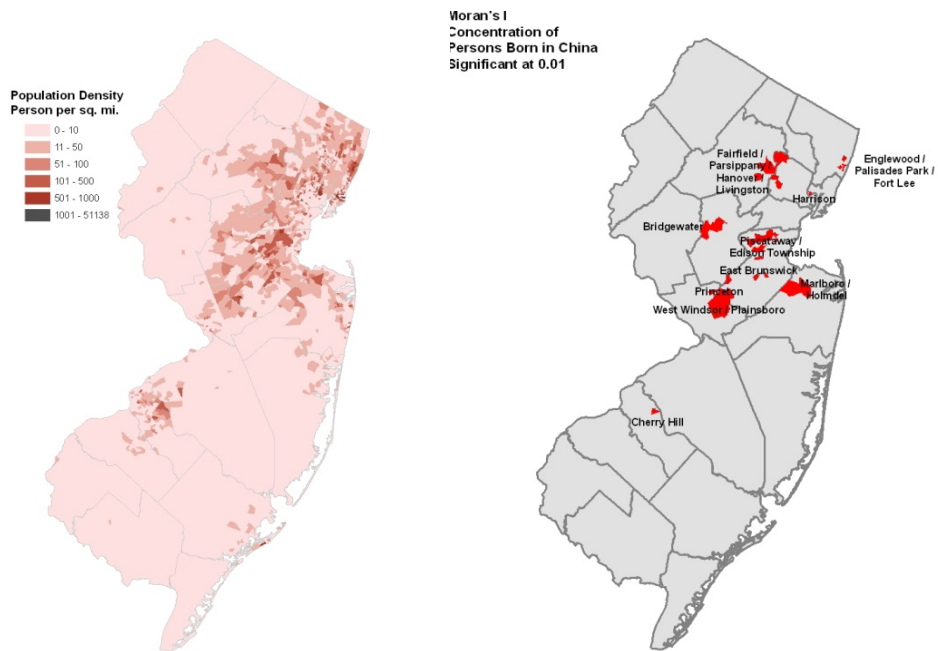 Population Density
Person per sq. mi.
0 - 10
11 - 50
51 - 100
101 - 500
501 - 1000
1001 - 51138
Moran's I
Concentration of
Persons Born in China
Significant at 0.01
Fairfield /
Parsippany
Hanover /
Livingston
Englewood /
Palisades Park /
Fort Lee
Harrison
Bridgewater
Piscataway /
Edison Township
East Brunswick
Marlboro /
Holmdel
Princeton
West Windsor / Plainsboro
Cherry Hill